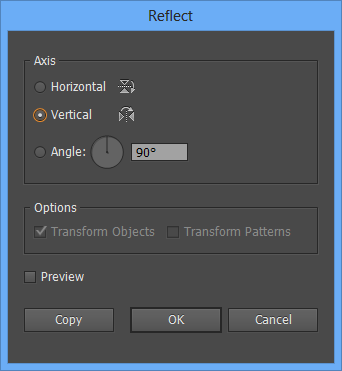 Reflect
Axis
Horizontal
Vertical
Angle: 90°
Options
Transform Objects Transform Patterns
Preview
Copy OK Cancel